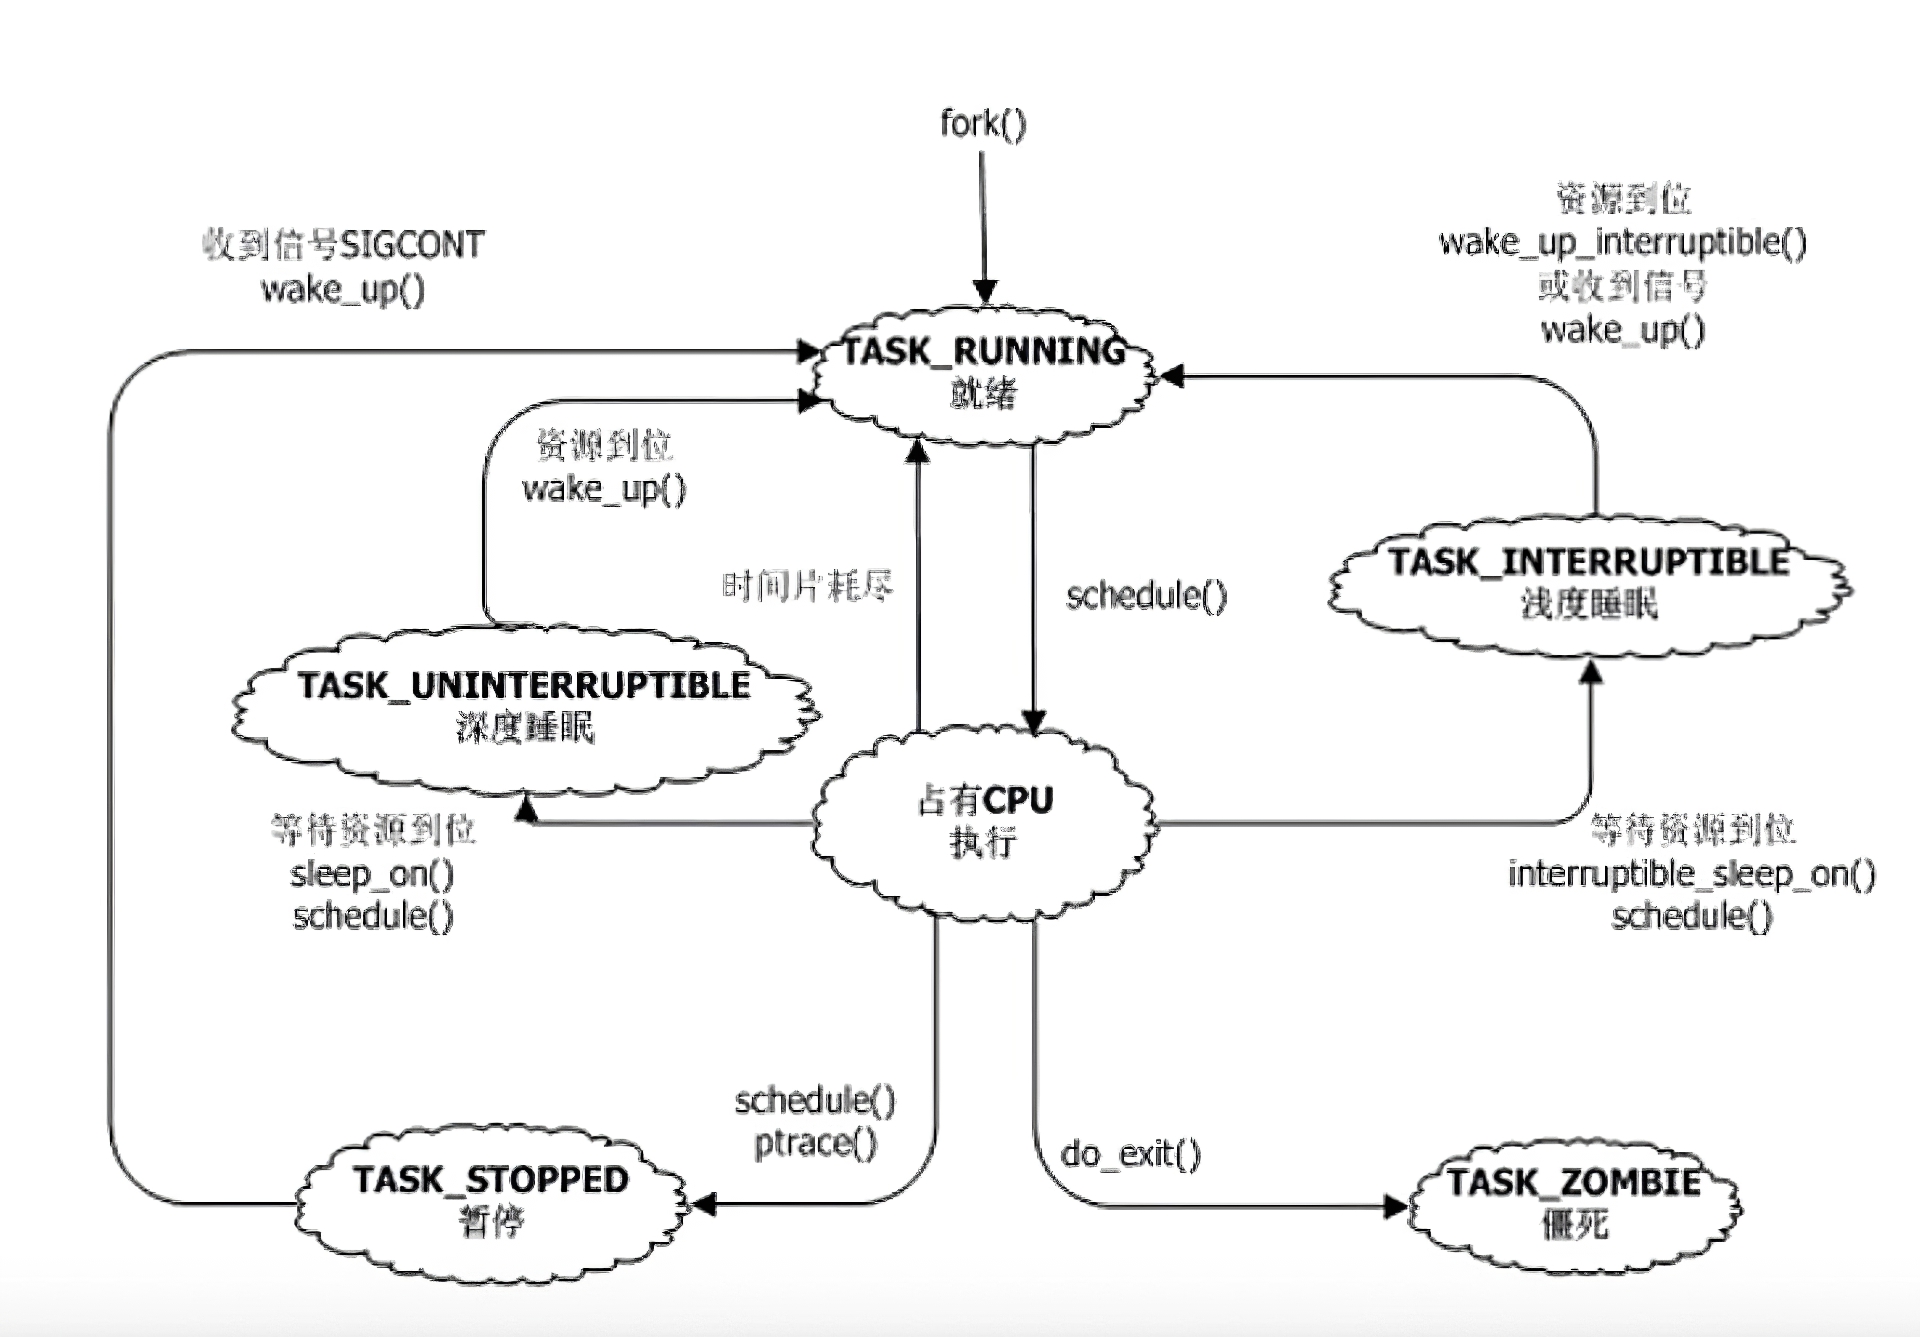 fork()
收到信号SIGCONT
wake_up()
资源到位
wake_up_interruptible()
或收到信号
wake_up()
TASK_RUNNING
就绪
资源到位
wake_up()
时间片耗尽
schedule()
TASK_INTERRUPTIBLE
浅度睡眠
TASK_UNINTERRUPTIBLE
深度睡眠
占有CPU
执行
等待资源到位
sleep_on()
schedule()
等待资源到位
interruptible_sleep_on()
schedule()
schedule()
ptrace()
do_exit()
TASK_STOPPED
暂停
TASK_ZOMBIE
僵死